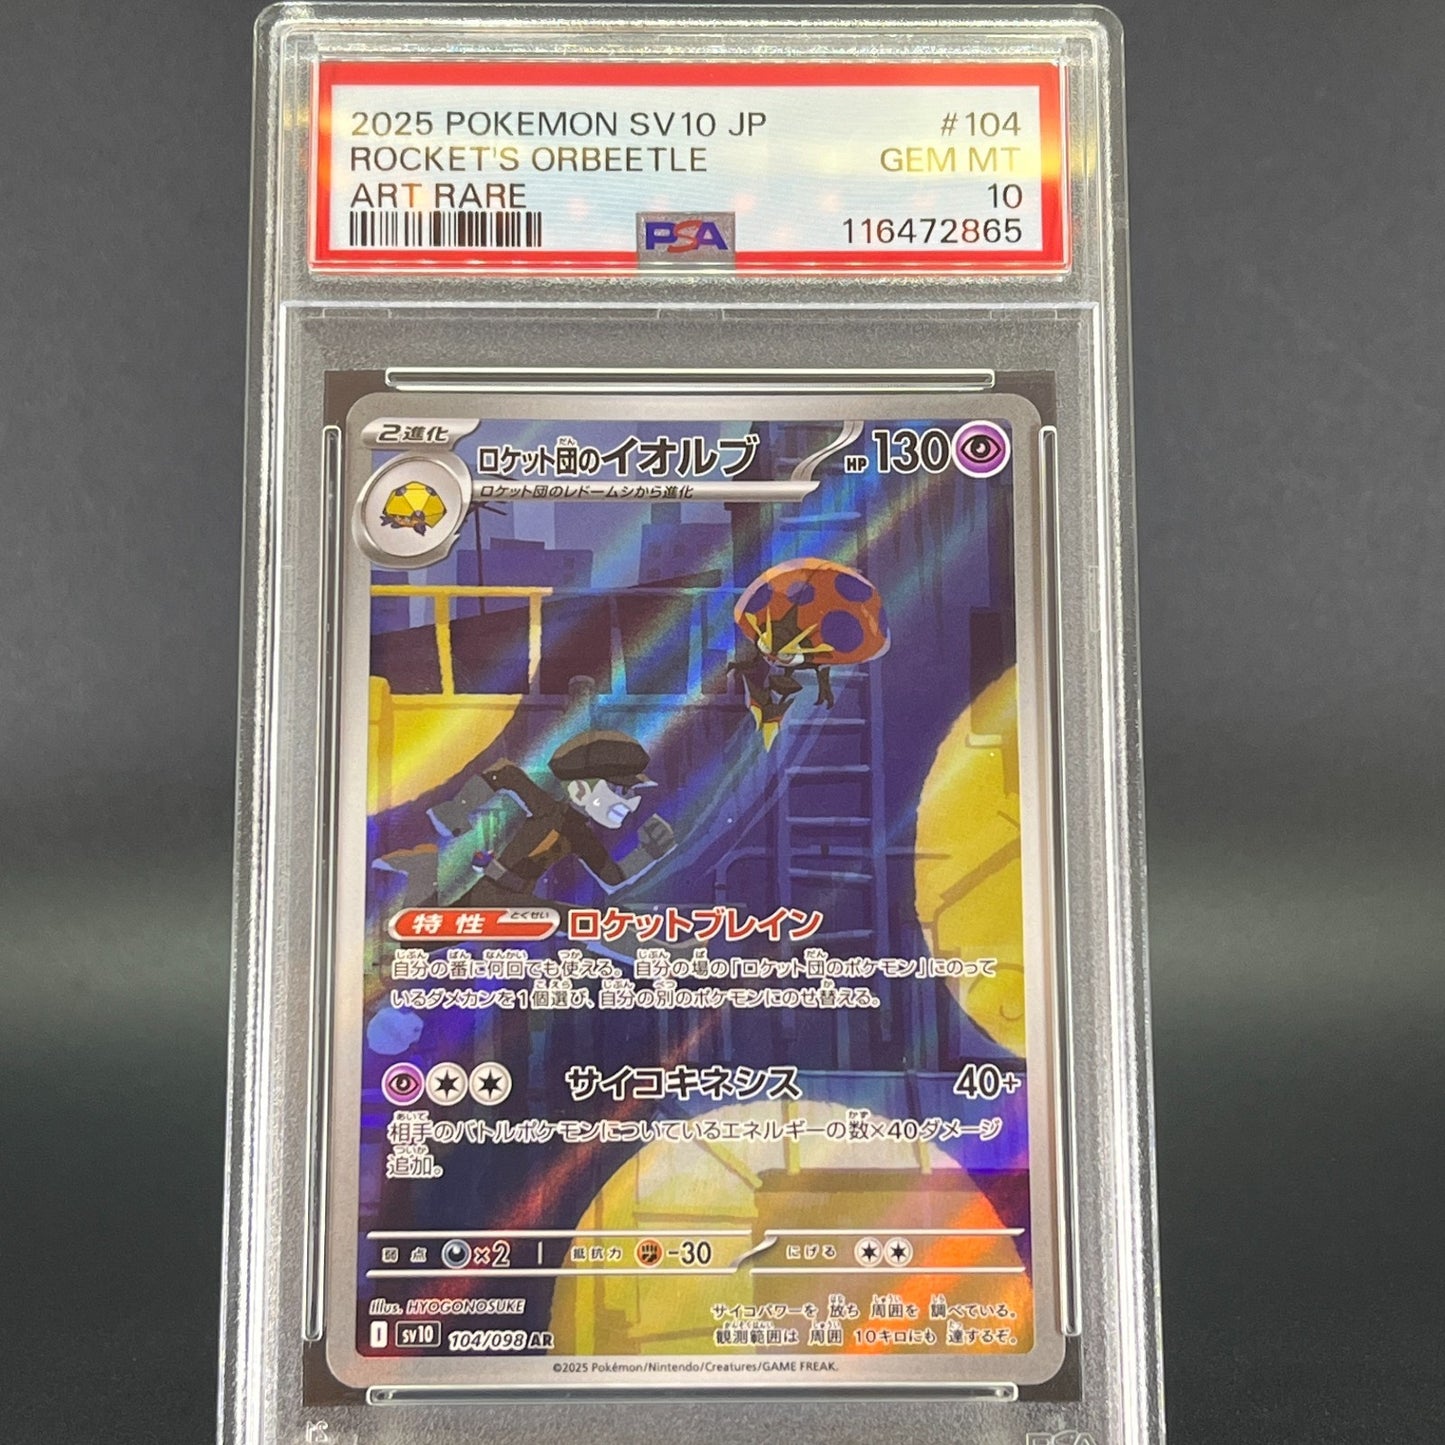 2025 POKEMON SV10 JP #104
ROCKET'S ORBEETLE GEM MT
ART RARE 10
PSA 116472865
2進化 ロケット団のイオルブ HP 130
ロケット団のレドームシから進化
特性 ロケットブレイン
自分の番に何回でも使える。自分の場の「ロケット団のポケモン」にのって
いるダメカンを1個選び、自分の別のポケモンにのせ替える。
サイコキネシス 40+
相手のバトルポケモンについているエネルギーの数×40ダメージ
追加。
弱点 ×2 抵抗力 -30 にげる
Illus. HYOGONOSUKE サイコパワーを放ち 周囲を 調べている。
観測範囲は 周囲 10キロにも 達するぞ。
I sv10 104/098 AR
©2025 Pokémon/Nintendo/Creatures/GAME FREAK.